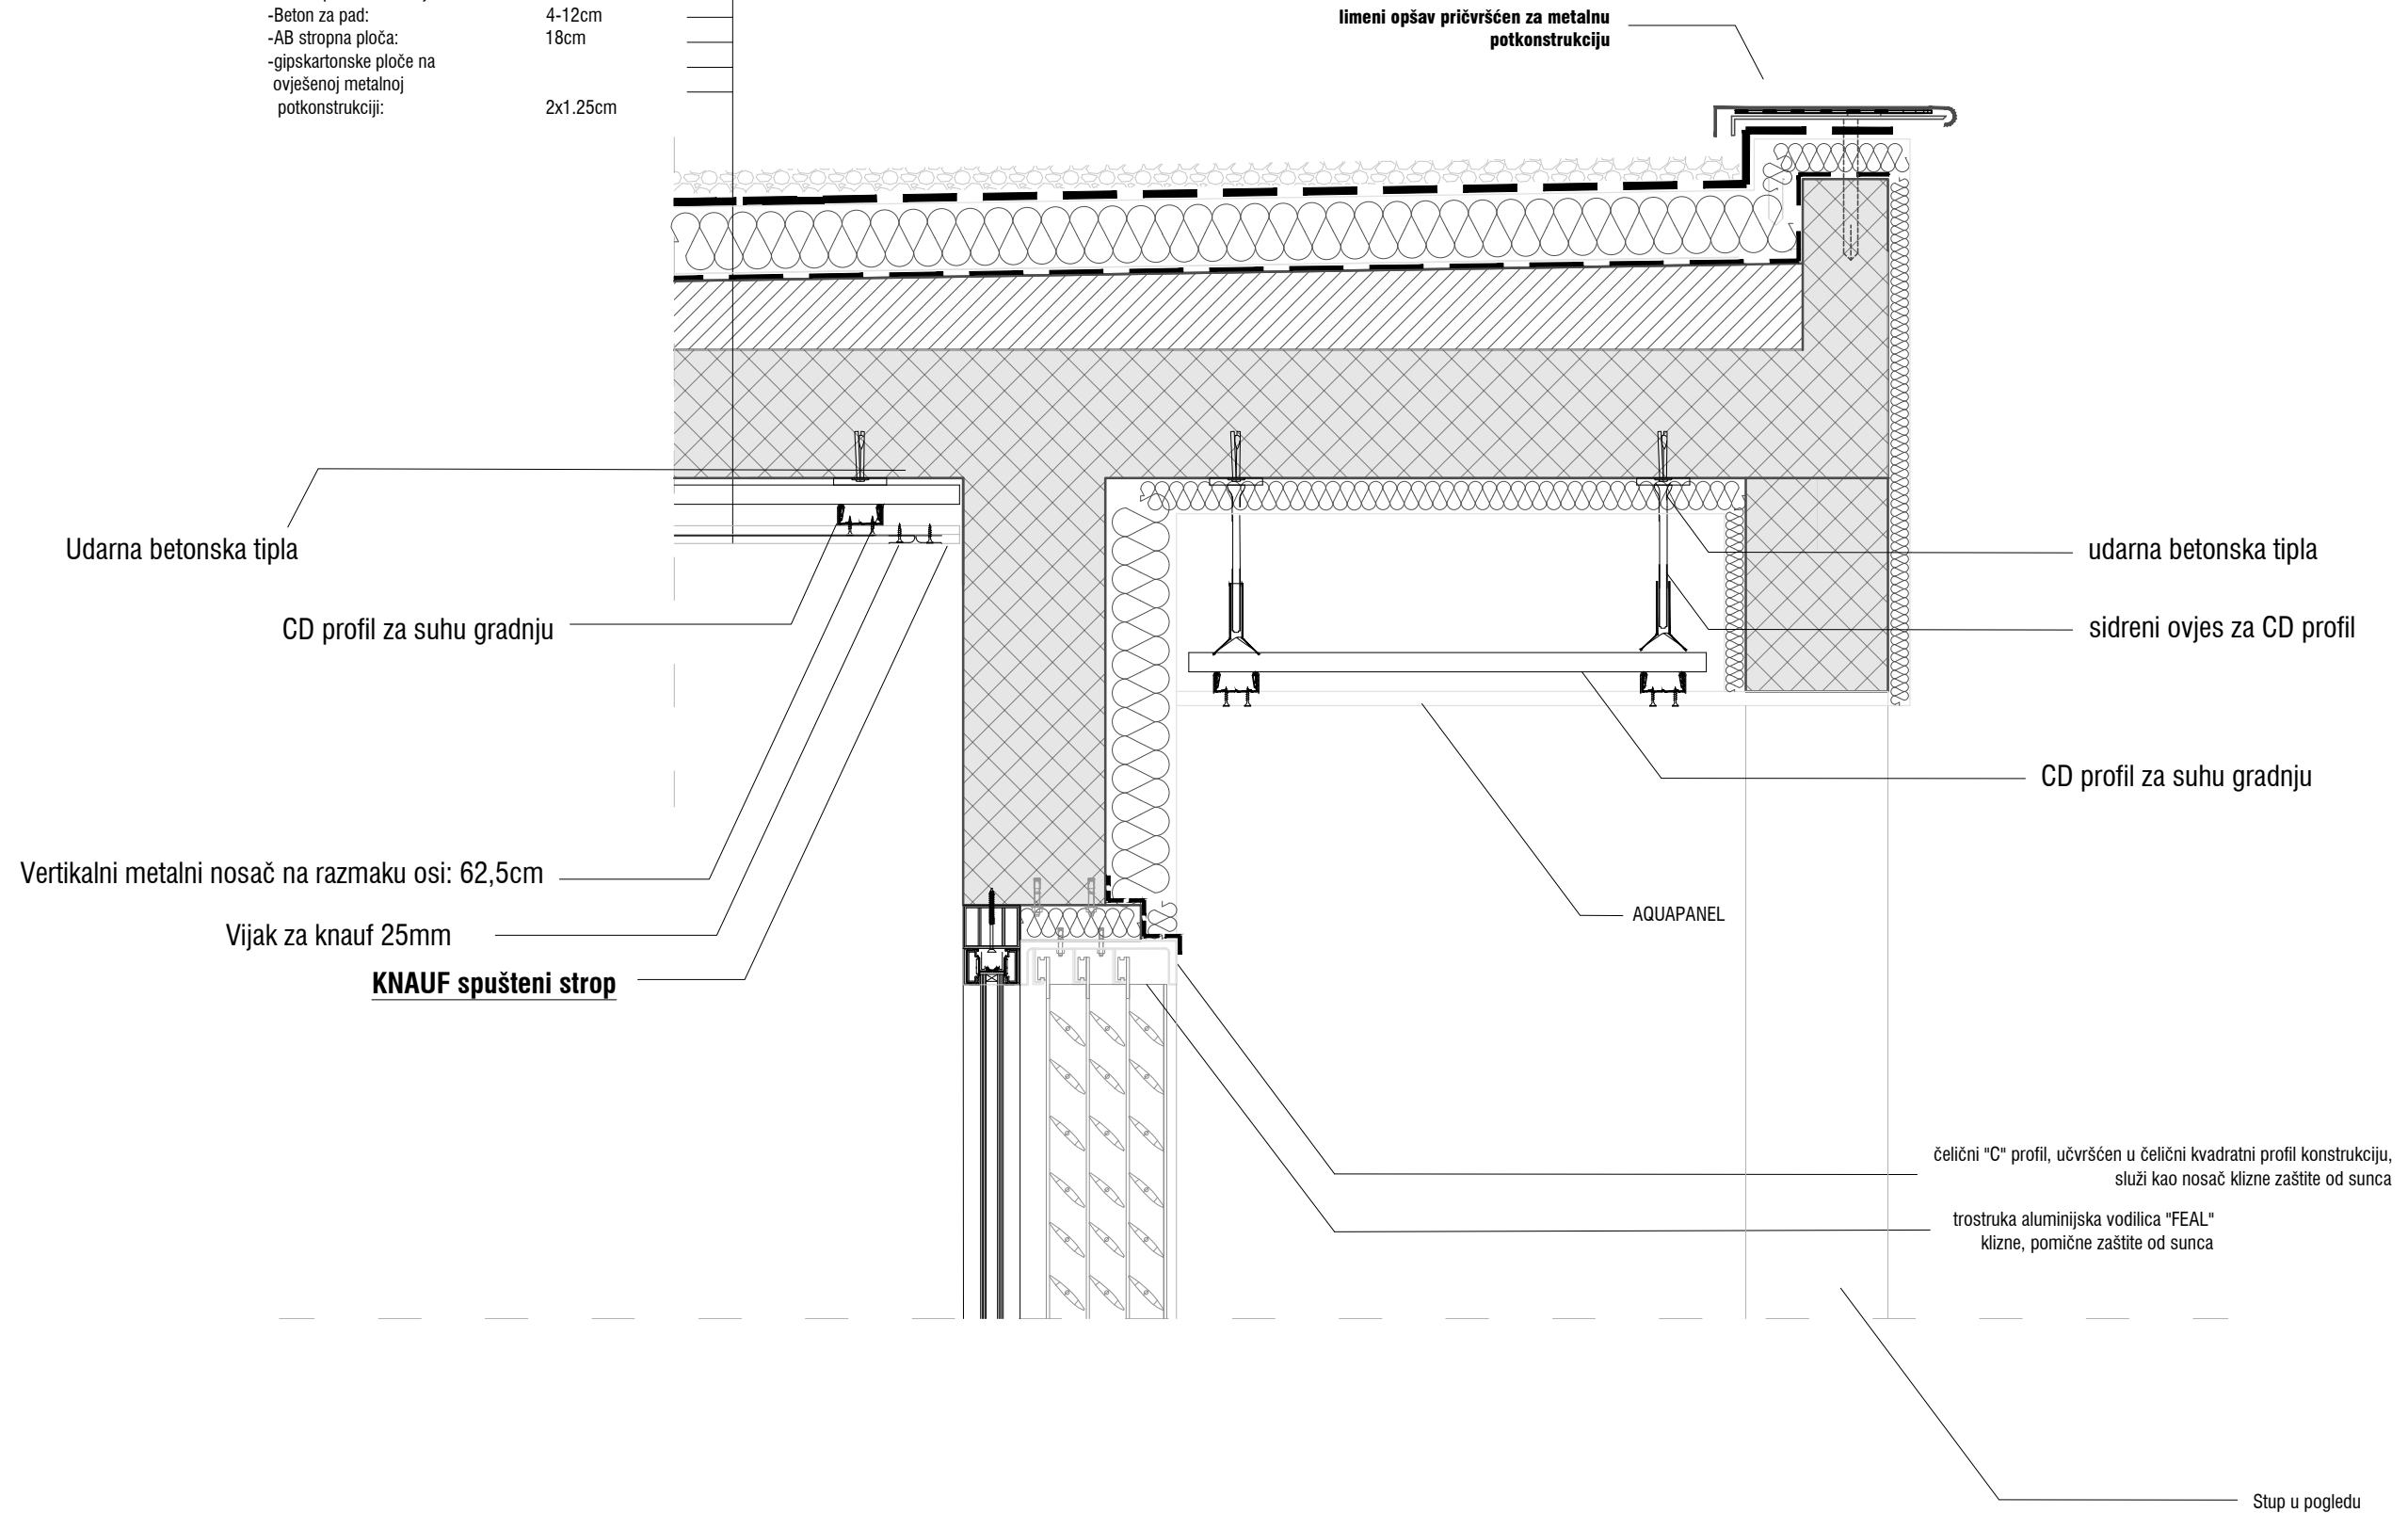 -Beton za pad: 4-12cm
-AB stropna ploča: 18cm
-gipskartonske ploče na
ovješenoj metalnoj
potkonstrukciji: 2x1.25cm
limeni opšav pričvršćen za metalnu
potkonstrukciju
Udarna betonska tipla
CD profil za suhu gradnju
Vertikalni metalni nosač na razmaku osi: 62,5cm
Vijak za knauf 25mm
KNAUF spušteni strop
udarna betonska tipla
sidreni ovjes za CD profil
CD profil za suhu gradnju
AQUAPANEL
čelični "C" profil, učvršćen u čelični kvadratni profil konstrukciju,
služi kao nosač klizne zaštite od sunca
trostruka aluminijska vodilica "FEAL"
klizne, pomične zaštite od sunca
Stup u pogledu